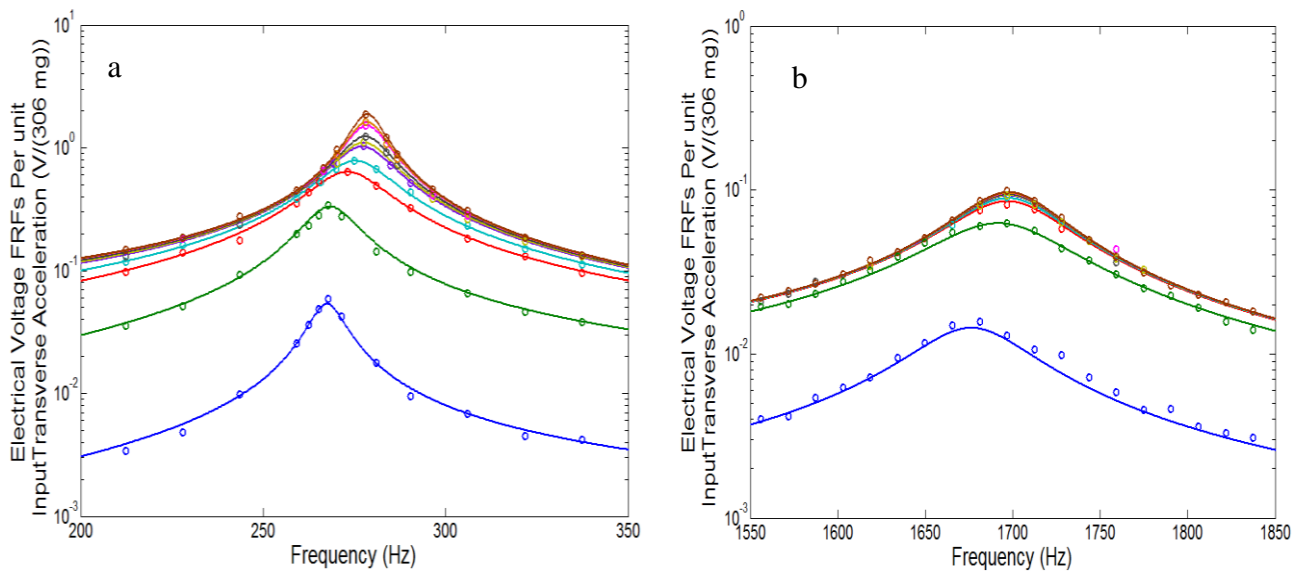 a
Electrical Voltage FRFs Per unit
InputTransverse Acceleration (V/(306 mg))
10^1
10^0
10^-1
10^-2
10^-3
200
250
300
350
Frequency (Hz)
b
Electrical Voltage FRFs Per unit
InputTransverse Acceleration (V/(306 mg))
10^0
10^-1
10^-2
10^-3
1550
1600
1650
1700
1750
1800
1850
Frequency (Hz)